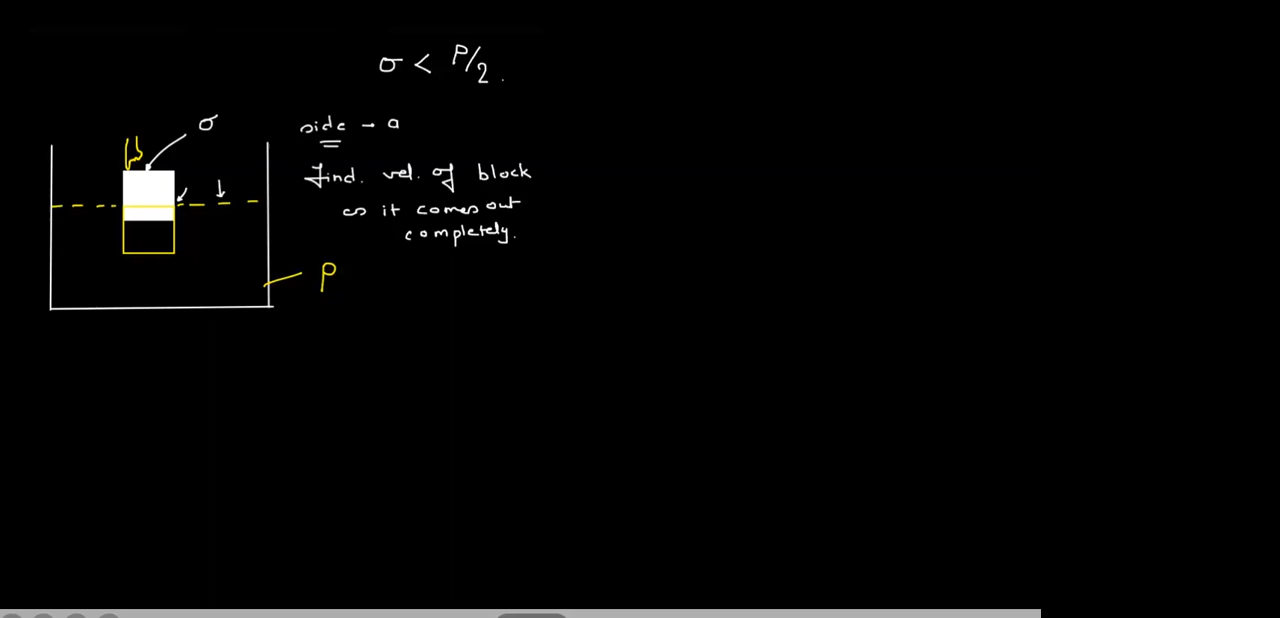 σ < ρ/2.
σ
side → a
find. vel. of block
as it comes out
completely.
ρ